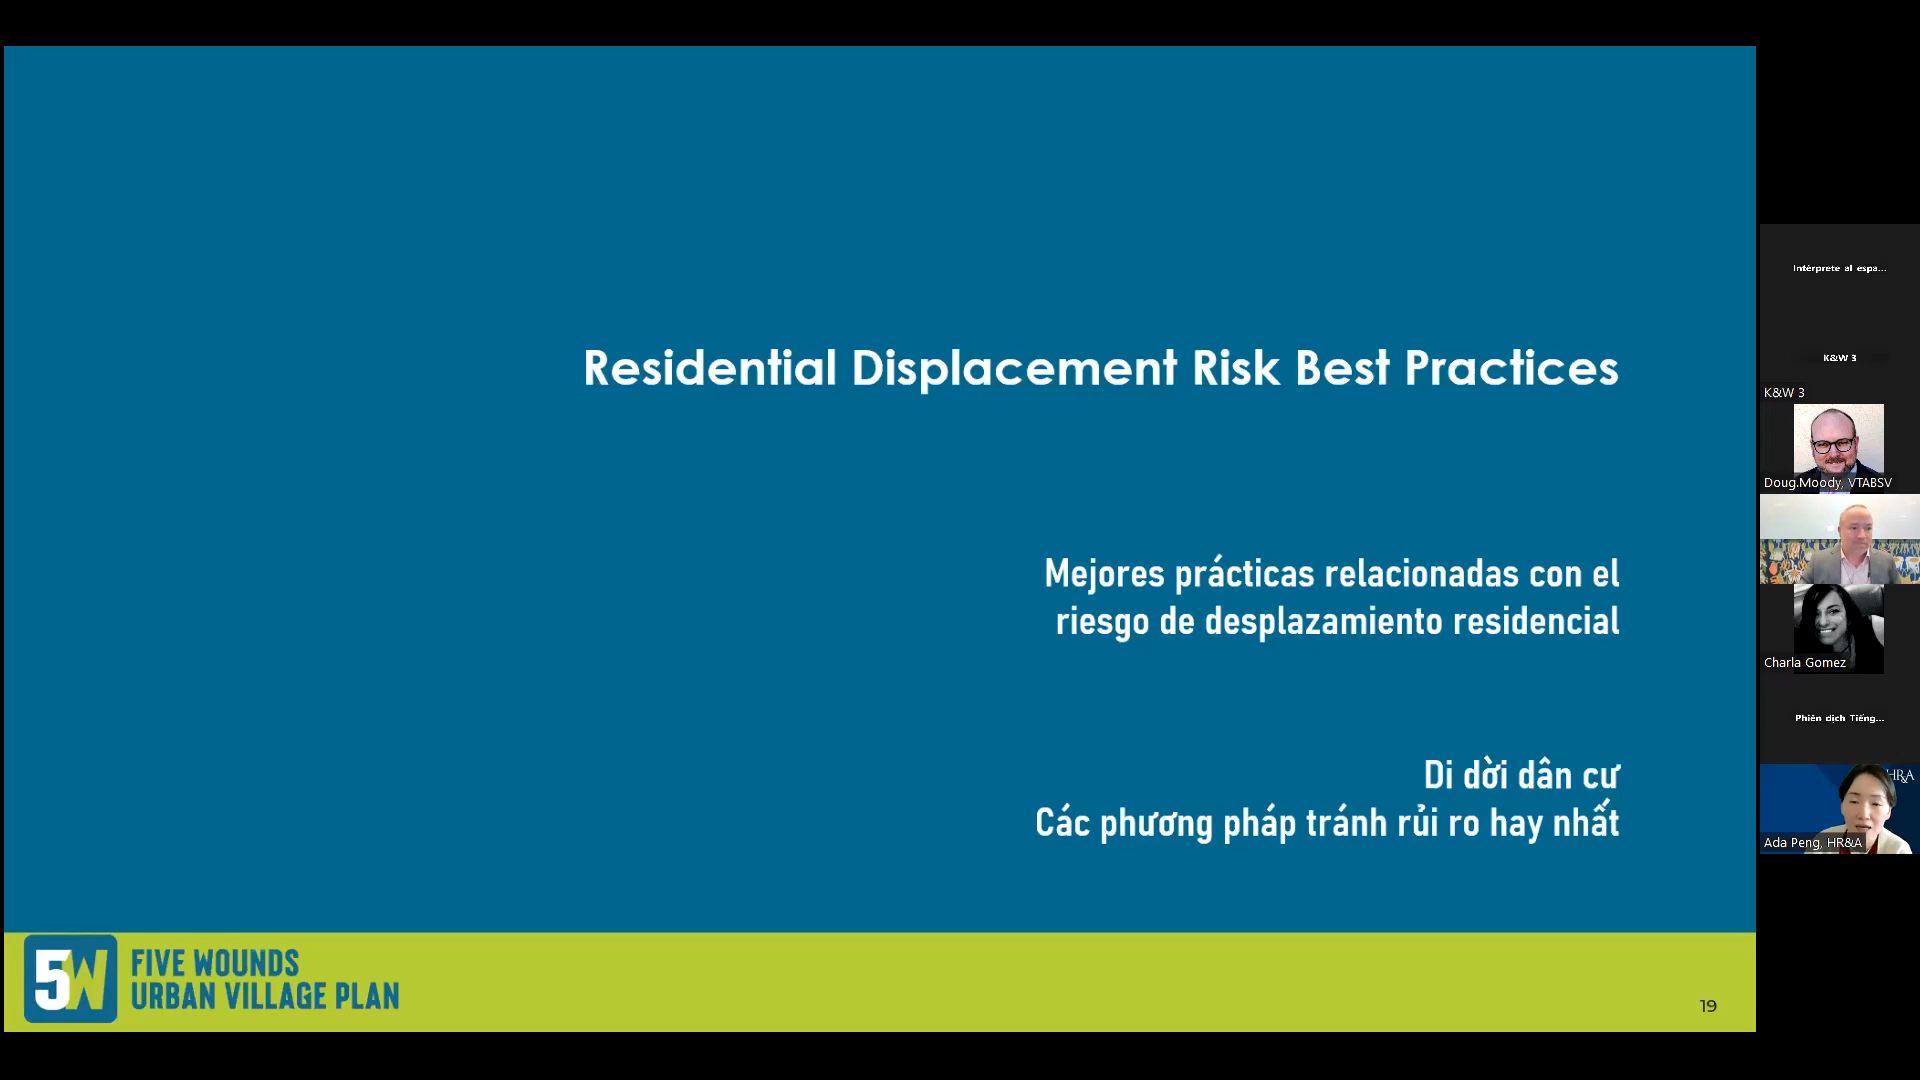 Residential Displacement Risk Best Practices
Mejores prácticas relacionadas con el
riesgo de desplazamiento residencial
Di dời dân cư
Các phương pháp tránh rủi ro hay nhất
5W
FIVE WOUNDS
URBAN VILLAGE PLAN
19
Intérprete al espa...
K&W 3
K&W 3
Doug.Moody, VTABSV
Charla Gomez
Phiên dịch Tiếng...
HR&A
Ada Peng, HR&A